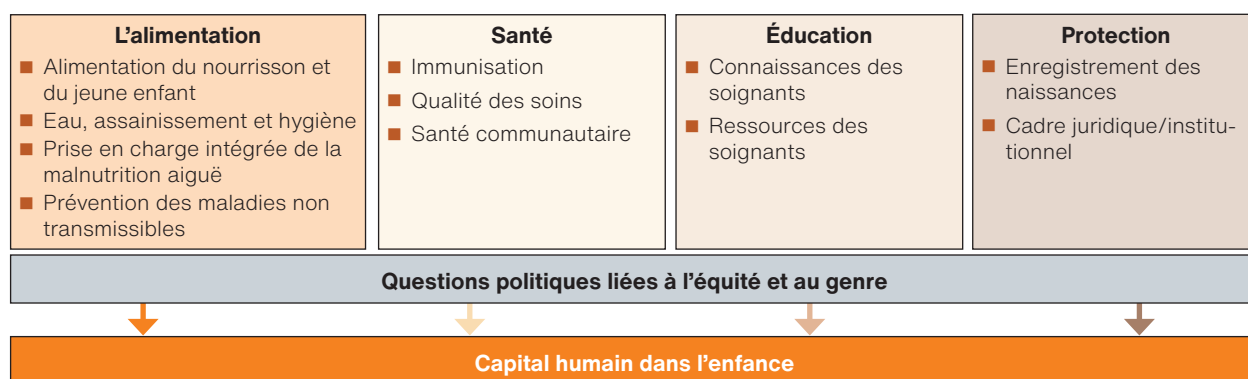 L'alimentation
■ Alimentation du nourrisson et
du jeune enfant
■ Eau, assainissement et hygiène
■ Prise en charge intégrée de la
malnutrition aiguë
■ Prévention des maladies non
transmissibles
Santé
■ Immunisation
■ Qualité des soins
■ Santé communautaire
Éducation
■ Connaissances des
soignants
■ Ressources des
soignants
Protection
■ Enregistrement des
naissances
■ Cadre juridique/institu-
tionnel
Questions politiques liées à l'équité et au genre
Capital humain dans l'enfance